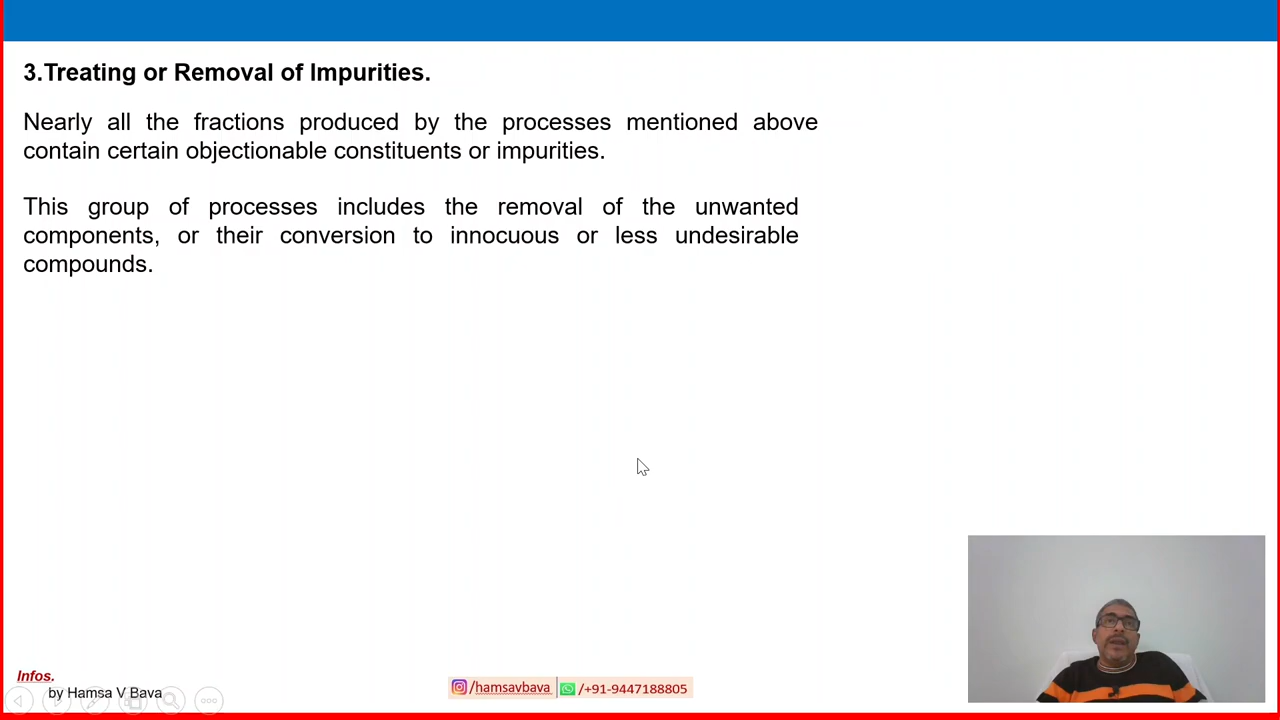 3.Treating or Removal of Impurities.
Nearly all the fractions produced by the processes mentioned above
contain certain objectionable constituents or impurities.
This group of processes includes the removal of the unwanted
components, or their conversion to innocuous or less undesirable
compounds.
Infos.
by Hamsa V Bava
/hamsavbava
/+91-9447188805